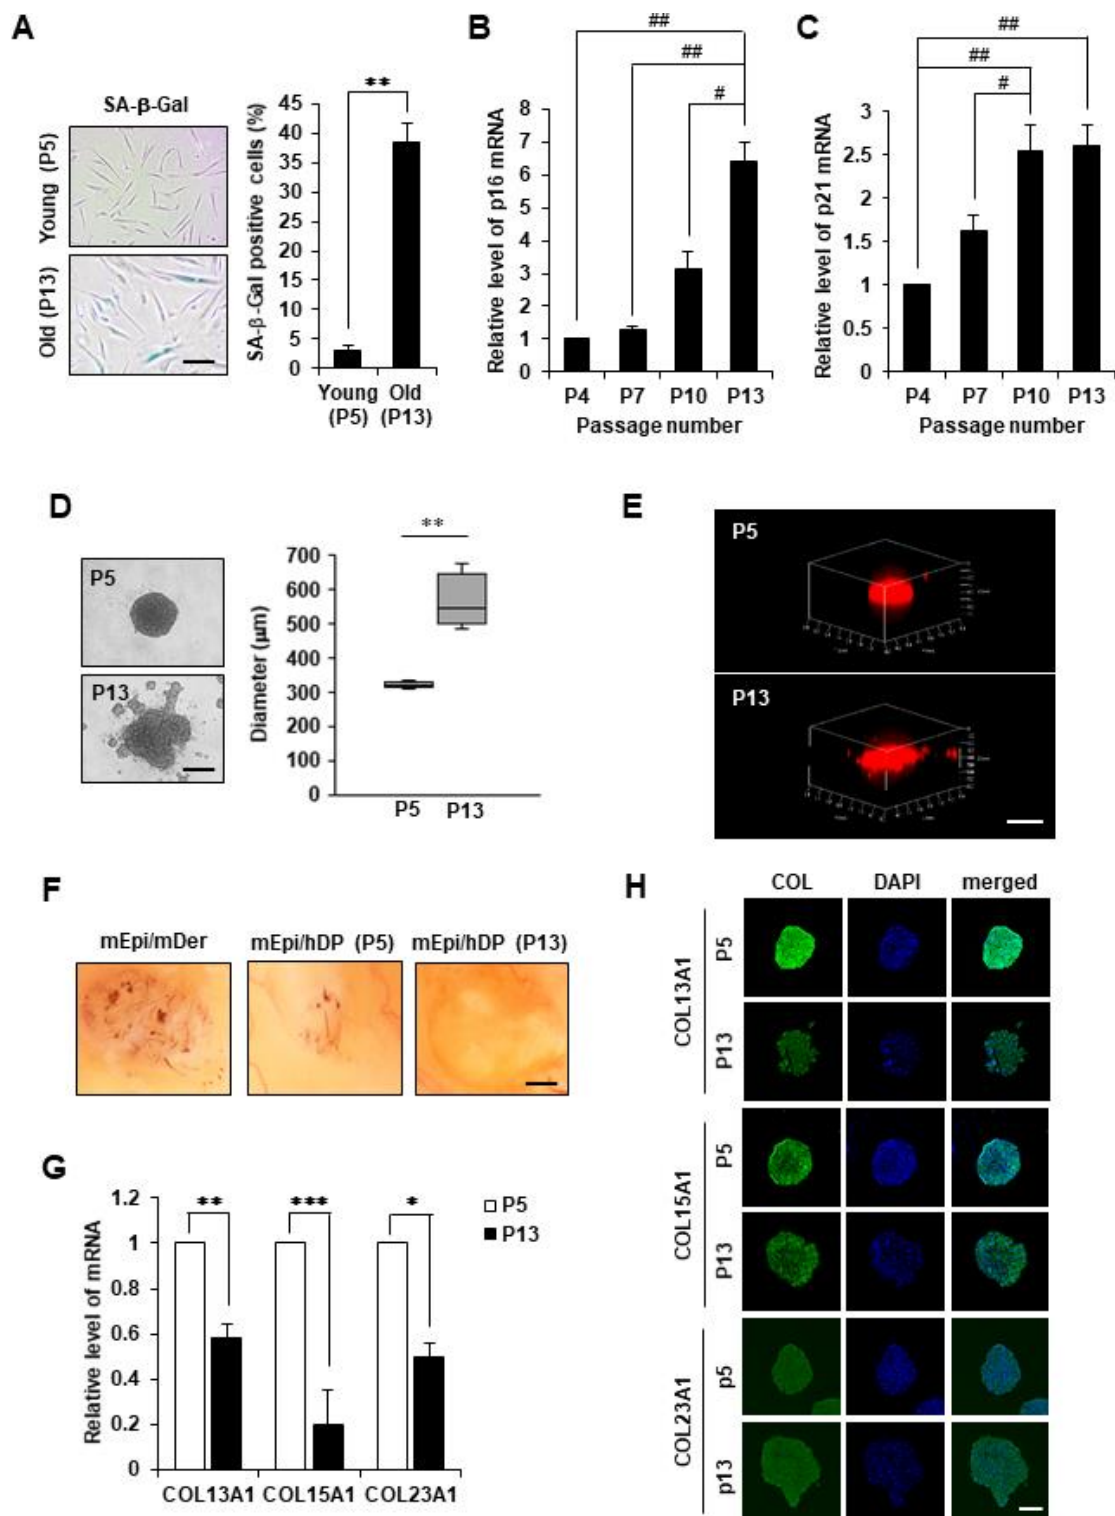 A
SA-β-Gal
Young (P5)
Old (P13)
SA-β-Gal positive cells (%)
45
40
35
30
25
20
15
10
5
0
**
Young (P5)
Old (P13)
B
##
##
#
Relative level of p16 mRNA
8
7
6
5
4
3
2
1
0
P4 P7 P10 P13
Passage number
C
##
##
#
Relative level of p21 mRNA
3
2.5
2
1.5
1
0.5
0
P4 P7 P10 P13
Passage number
D
P5
P13
**
Diameter (μm)
700
600
500
400
300
200
100
0
P5 P13
E
P5
P13
F
mEpi/mDer mEpi/hDP (P5) mEpi/hDP (P13)
G
Relative level of mRNA
1.2
1
0.8
0.6
0.4
0.2
0
** *** *
P5
P13
COL13A1 COL15A1 COL23A1
H
COL DAPI merged
COL13A1
P5
P13
COL15A1
P5
P13
COL23A1
p5
p13